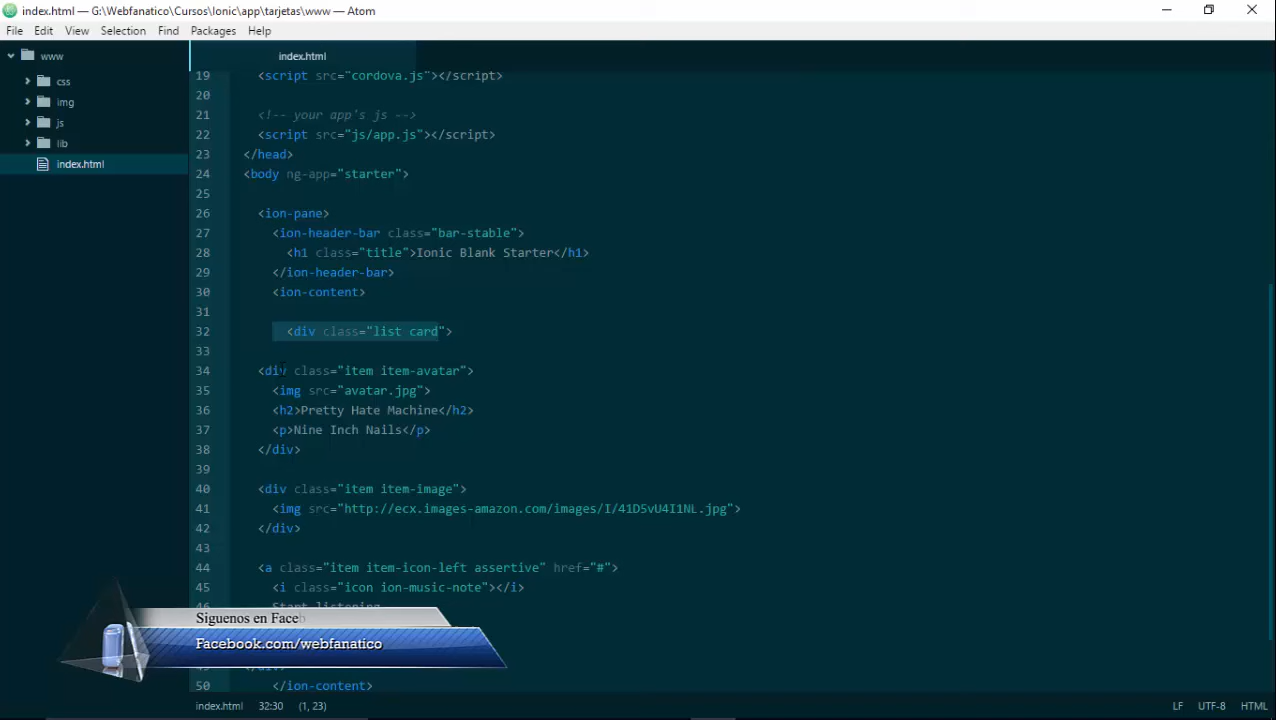 index.html — G:\Webfanatico\Cursos\Ionic\app\tarjetas\www — Atom
File Edit View Selection Find Packages Help
www
css
img
js
lib
index.html
index.html
19 <script src="cordova.js"></script>
20
21 <!-- your app's js -->
22 <script src="js/app.js"></script>
23 </head>
24 <body ng-app="starter">
25
26 <ion-pane>
27 <ion-header-bar class="bar-stable">
28 <h1 class="title">Ionic Blank Starter</h1>
29 </ion-header-bar>
30 <ion-content>
31
32 <div class="list card">
33
34 <div class="item item-avatar">
35 <img src="avatar.jpg">
36 <h2>Pretty Hate Machine</h2>
37 <p>Nine Inch Nails</p>
38 </div>
39
40 <div class="item item-image">
41 <img src="http://ecx.images-amazon.com/images/I/41D5vU4I1NL.jpg">
42 </div>
43
44 <a class="item item-icon-left assertive" href="#">
45 <i class="icon ion-music-note"></i>
Start listening
Siguenos en Faceb
Facebook.com/webfanatico
50 </ion-content>
index.html 32:30 (1, 23) LF UTF-8 HTML